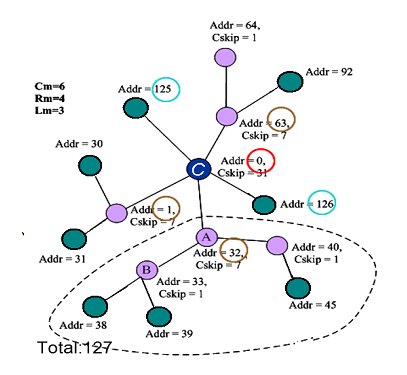 Addr = 64,
Cskip = 1
Cm=6
Rm=4
Lm=3
Addr = 125
Addr = 92
Addr = 63,
Cskip = 7
Addr = 30
C
Addr = 0,
Cskip = 31
Addr = 1,
Cskip = 7
Addr = 126
Addr = 31
A
Addr = 32,
Cskip = 7
Addr = 40,
Cskip = 1
B
Addr = 33,
Cskip = 1
Addr = 45
Addr = 38
Addr = 39
Total:127